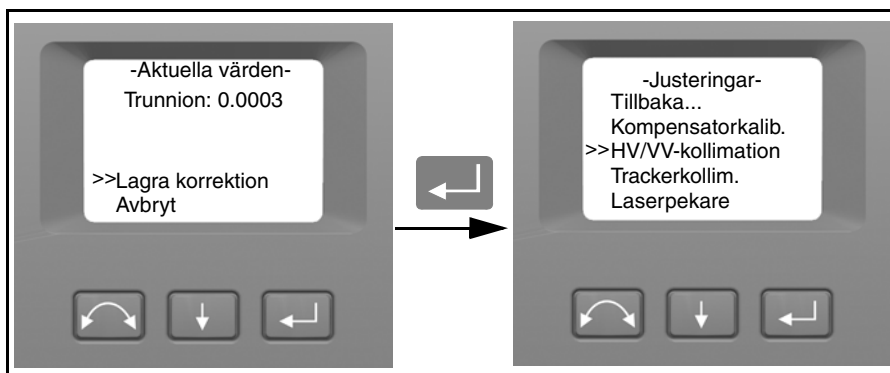 -Aktuella värden-
Trunnion: 0.0003
>>Lagra korrektion
Avbryt
-Justeringar-
Tillbaka...
Kompensatorkalib.
>>HV/VV-kollimation
Trackerkollim.
Laserpekare